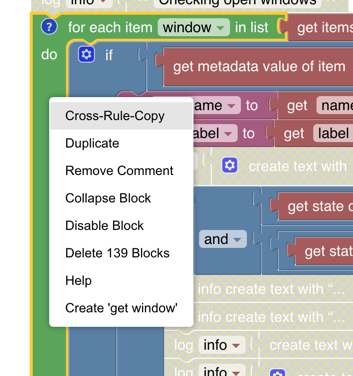 log info "Checking open windows"
for each item window in list get items
do if
get metadata value of item
name to get name
label to get label
create text with
get state o
and
get stat
info create text with "...
info create text with "...
log info create text w
log info create text w
Cross-Rule-Copy
Duplicate
Remove Comment
Collapse Block
Disable Block
Delete 139 Blocks
Help
Create 'get window'